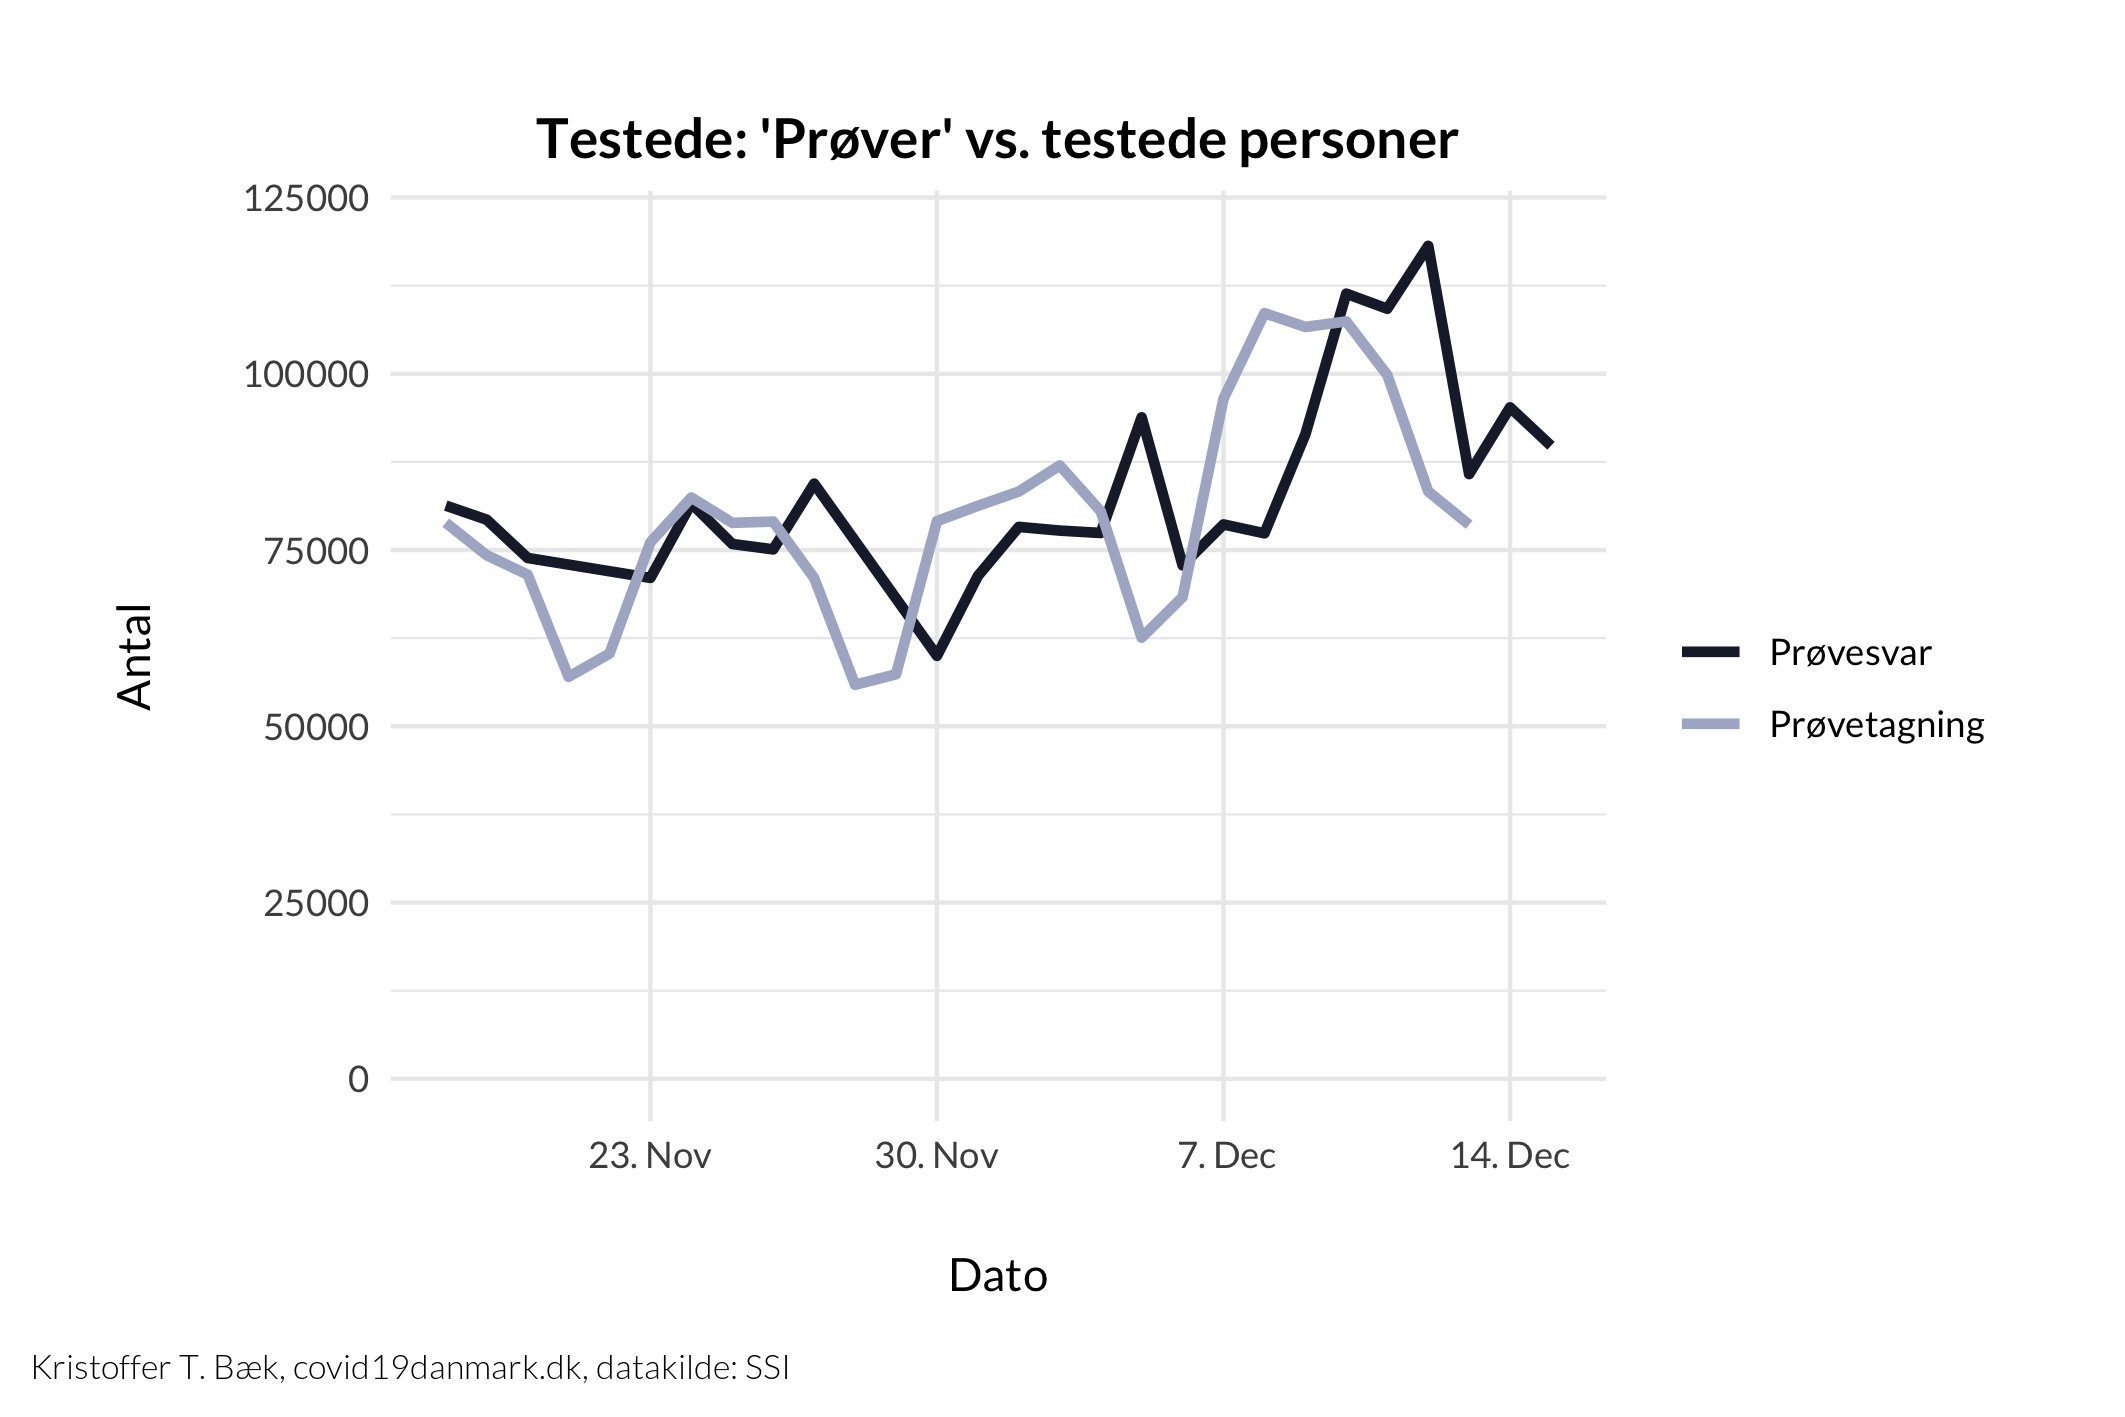 Testede: 'Prøver' vs. testede personer
125000
100000
75000
50000
25000
0
Antal
23. Nov
30. Nov
7. Dec
14. Dec
Dato
Prøvesvar
Prøvetagning
Kristoffer T. Bæk, covid19danmark.dk, datakilde: SSI